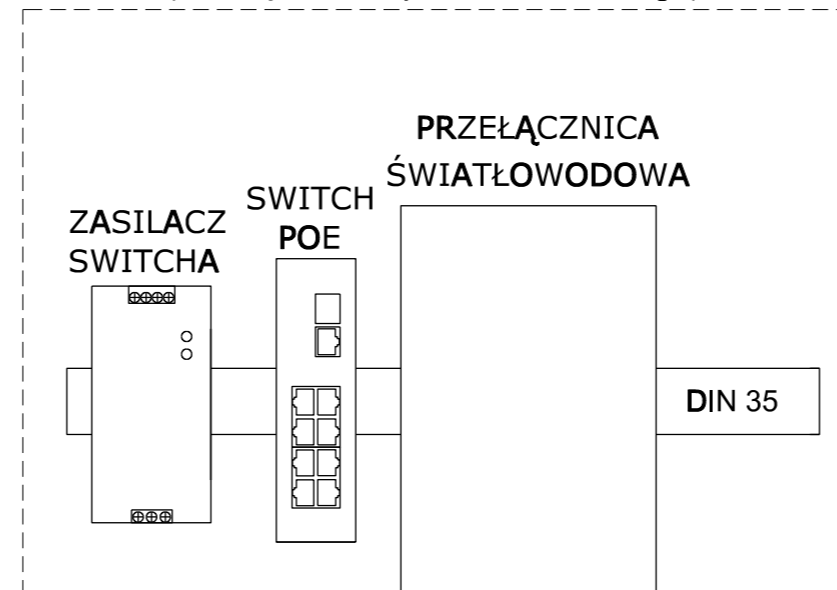 PRZEŁĄCZNICA
ŚWIATŁOWODOWA
SWITCH
POE
ZASILACZ
SWITCHA
DIN 35